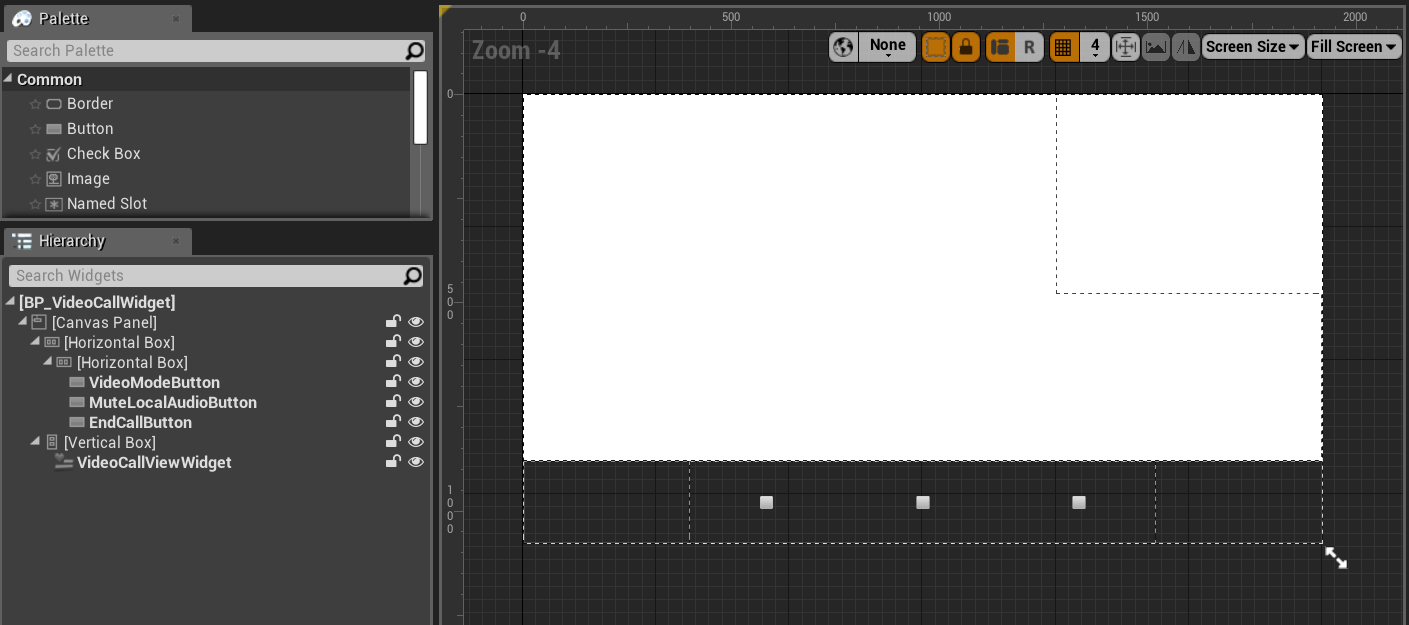 Palette
Search Palette
Common
Border
Button
Check Box
Image
Named Slot
Hierarchy
Search Widgets
[BP_VideoCallWidget]
[Canvas Panel]
[Horizontal Box]
[Horizontal Box]
VideoModeButton
MuteLocalAudioButton
EndCallButton
[Vertical Box]
VideoCallViewWidget
0 500 1000 1500 2000
Zoom -4
None R 4 Screen Size Fill Screen
0
500
1000